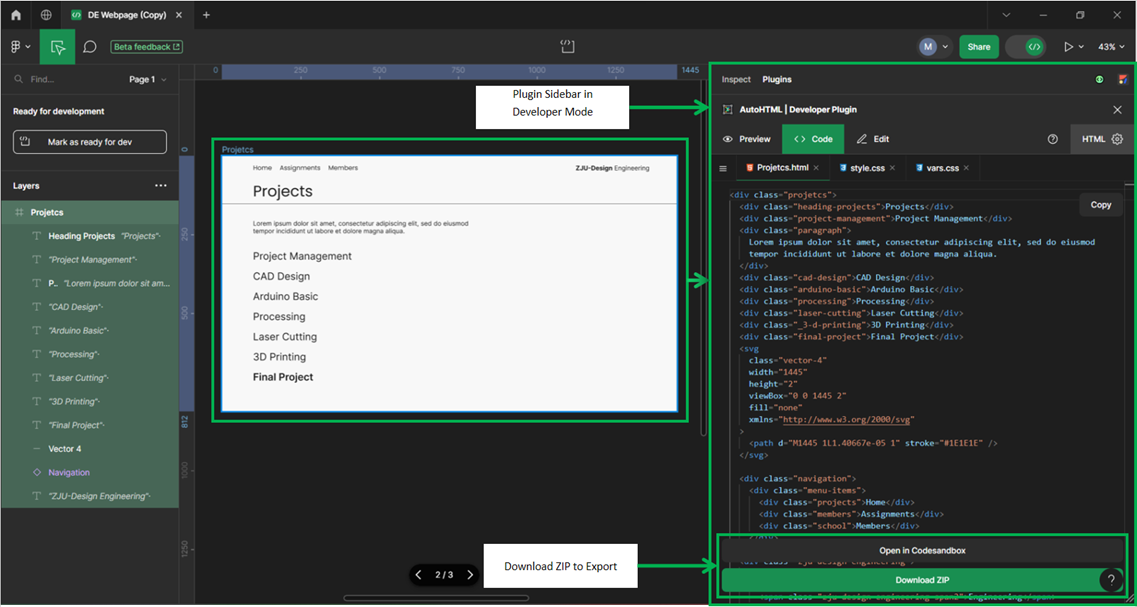 DE Webpage (Copy)
Beta feedback
M
Share
43%
Find...
Page 1
Ready for development
Mark as ready for dev
Layers
Projetcs
Heading Projects "Projects"-
"Project Management"-
P.. "Lorem ipsum dolor sit am...
"CAD Design"-
"Arduino Basic"-
"Processing"-
"Laser Cutting"-
"3D Printing"-
"Final Project"-
Vector 4
Navigation
"ZJU-Design Engineering"-
0 250 500 750 1000 1250 1445
0
250
500
812
1000
1250
Plugin Sidebar in
Developer Mode
Projetcs
Home Assignments Members
ZJU-Design Engineering
Projects
Lorem ipsum dolor sit amet, consectetur adipiscing elit, sed do eiusmod
tempor incididunt ut labore et dolore magna aliqua.
Project Management
CAD Design
Arduino Basic
Processing
Laser Cutting
3D Printing
Final Project
2 / 3
Download ZIP to Export
Inspect Plugins
AutoHTML | Developer Plugin
Preview
<> Code
Edit
HTML
Projetcs.html
style.css
vars.css
Copy
<div class="projetcs">
<div class="heading-projects">Projects</div>
<div class="project-management">Project Management</div>
<div class="paragraph">
Lorem ipsum dolor sit amet, consectetur adipiscing elit, sed do eiusmod
tempor incididunt ut labore et dolore magna aliqua.
</div>
<div class="cad-design">CAD Design</div>
<div class="arduino-basic">Arduino Basic</div>
<div class="processing">Processing</div>
<div class="laser-cutting">Laser Cutting</div>
<div class="_3-d-printing">3D Printing</div>
<div class="final-project">Final Project</div>
<svg
class="vector-4"
width="1445"
height="2"
viewBox="0 0 1445 2"
fill="none"
xmlns="http://www.w3.org/2000/svg"
>
<path d="M1445 1L1.40667e-05 1" stroke="#1E1E1E" />
</svg>
<div class="navigation">
<div class="menu-items">
<div class="projects">Home</div>
<div class="members">Assignments</div>
<div class="school">Members</div>
Open in Codesandbox
Download ZIP
?